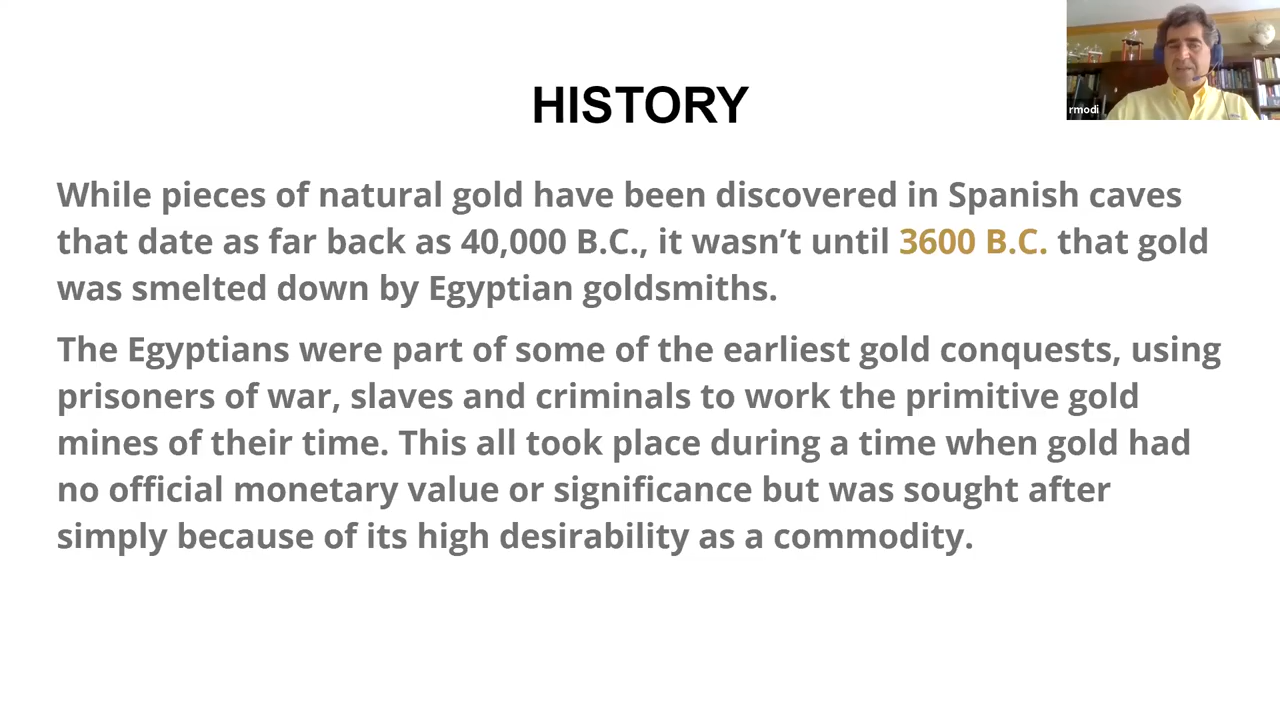 HISTORY
rmodi
While pieces of natural gold have been discovered in Spanish caves
that date as far back as 40,000 B.C., it wasn’t until 3600 B.C. that gold
was smelted down by Egyptian goldsmiths.
The Egyptians were part of some of the earliest gold conquests, using
prisoners of war, slaves and criminals to work the primitive gold
mines of their time. This all took place during a time when gold had
no official monetary value or significance but was sought after
simply because of its high desirability as a commodity.